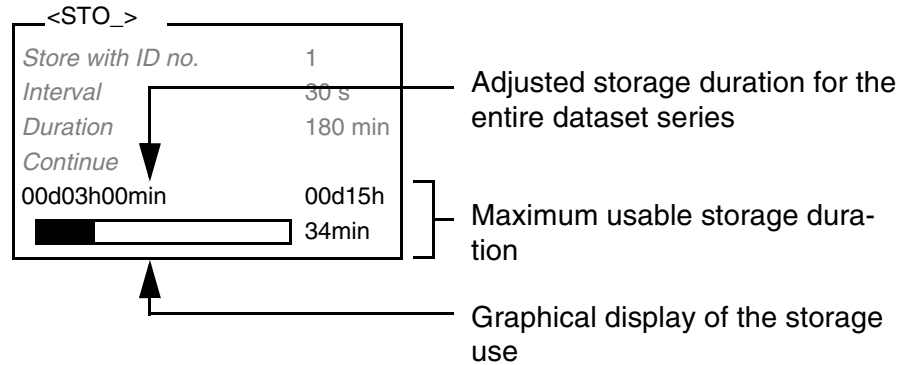 <STO_>
Store with ID no. 1
Interval 30 s
Duration 180 min
Continue
00d03h00min 00d15h
34min
Adjusted storage duration for the
entire dataset series
Maximum usable storage dura-
tion
Graphical display of the storage
use